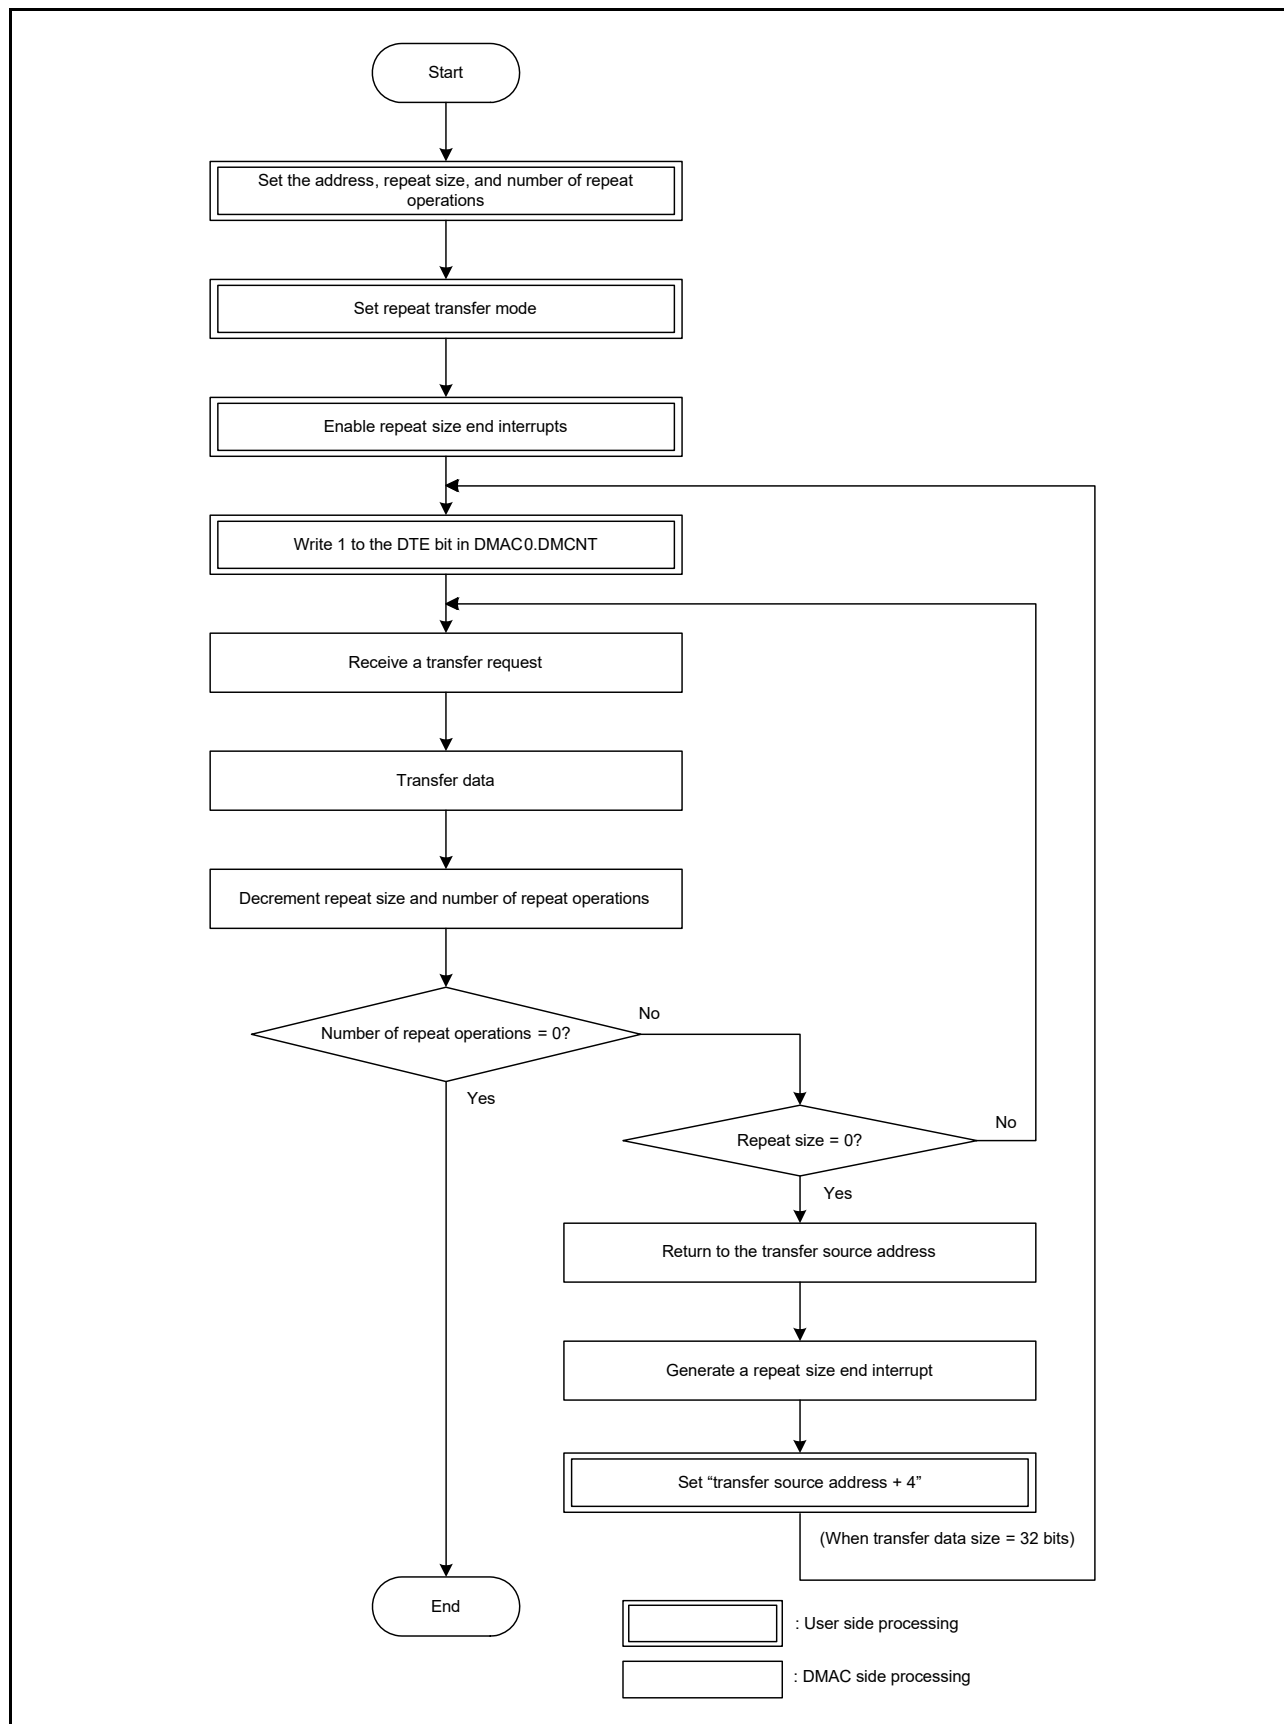 Start
Set the address, repeat size, and number of repeat
operations
Set repeat transfer mode
Enable repeat size end interrupts
Write 1 to the DTE bit in DMAC0.DMCNT
Receive a transfer request
Transfer data
Decrement repeat size and number of repeat operations
No
Number of repeat operations = 0?
Yes
No
Repeat size = 0?
Yes
Return to the transfer source address
Generate a repeat size end interrupt
Set “transfer source address + 4”
(When transfer data size = 32 bits)
End
: User side processing
: DMAC side processing